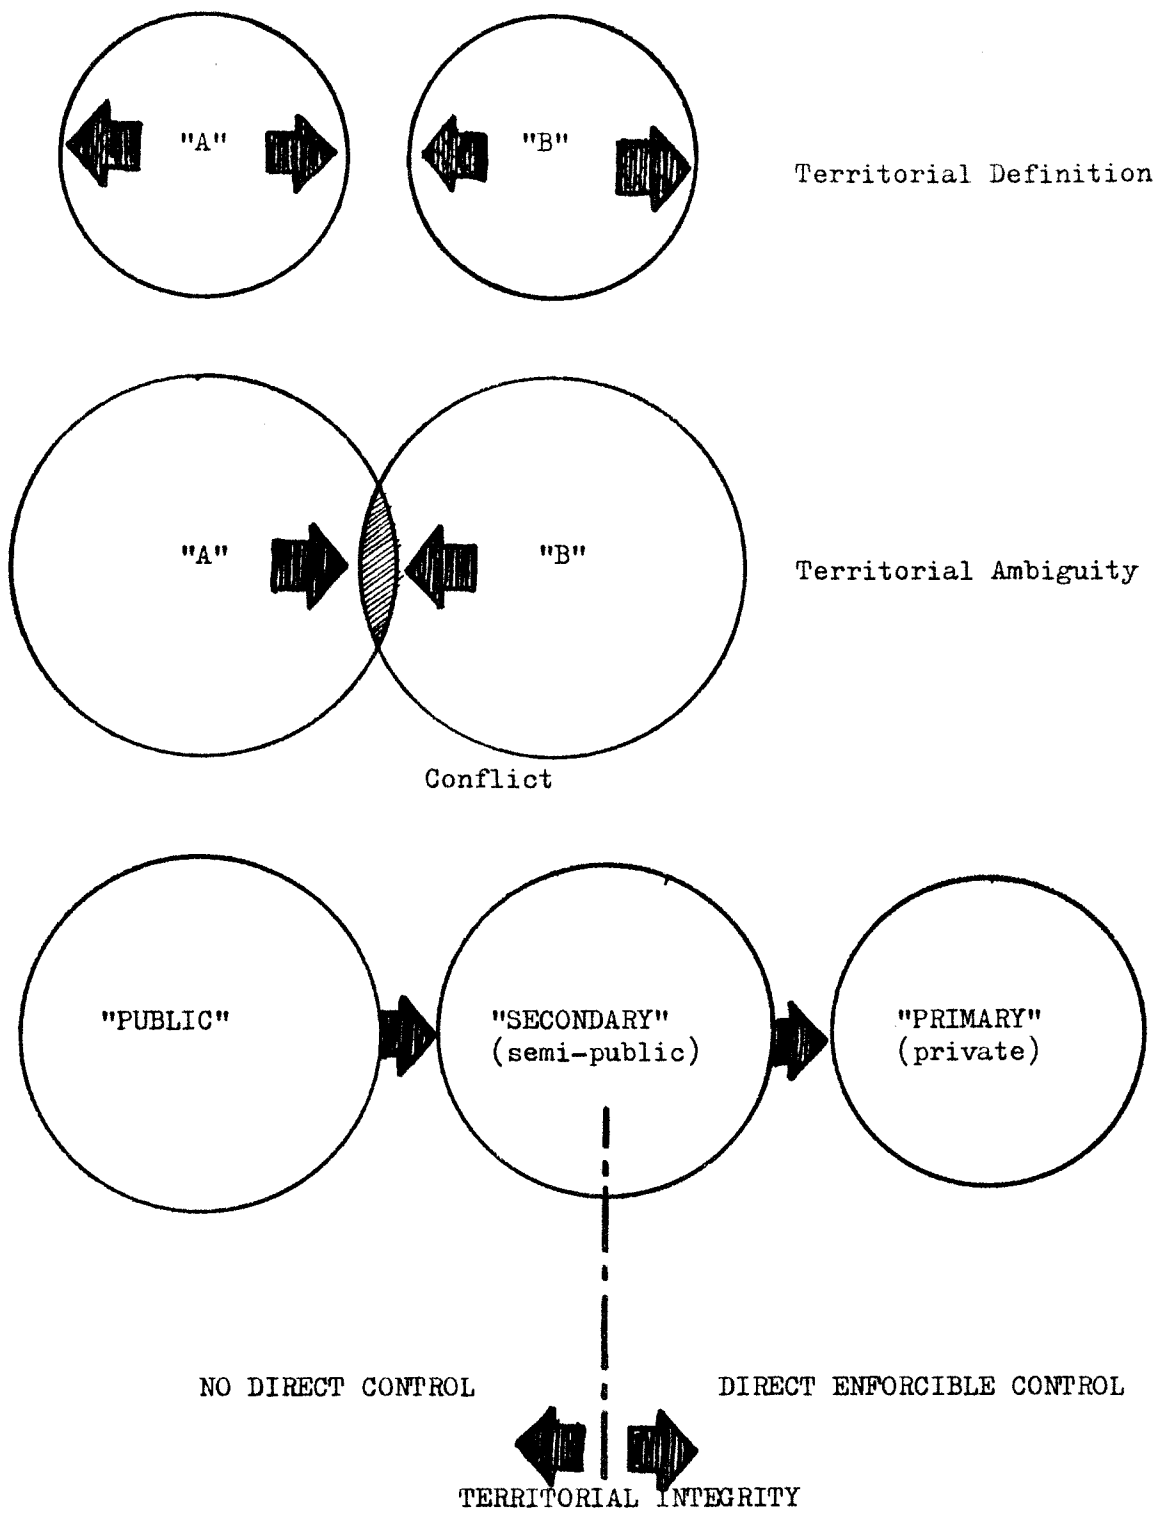 "A"
"B"
Territorial Definition
"A"
"B"
Territorial Ambiguity
Conflict
"PUBLIC"
"SECONDARY"
(semi-public)
"PRIMARY"
(private)
NO DIRECT CONTROL
DIRECT ENFORCIBLE CONTROL
TERRITORIAL INTEGRITY